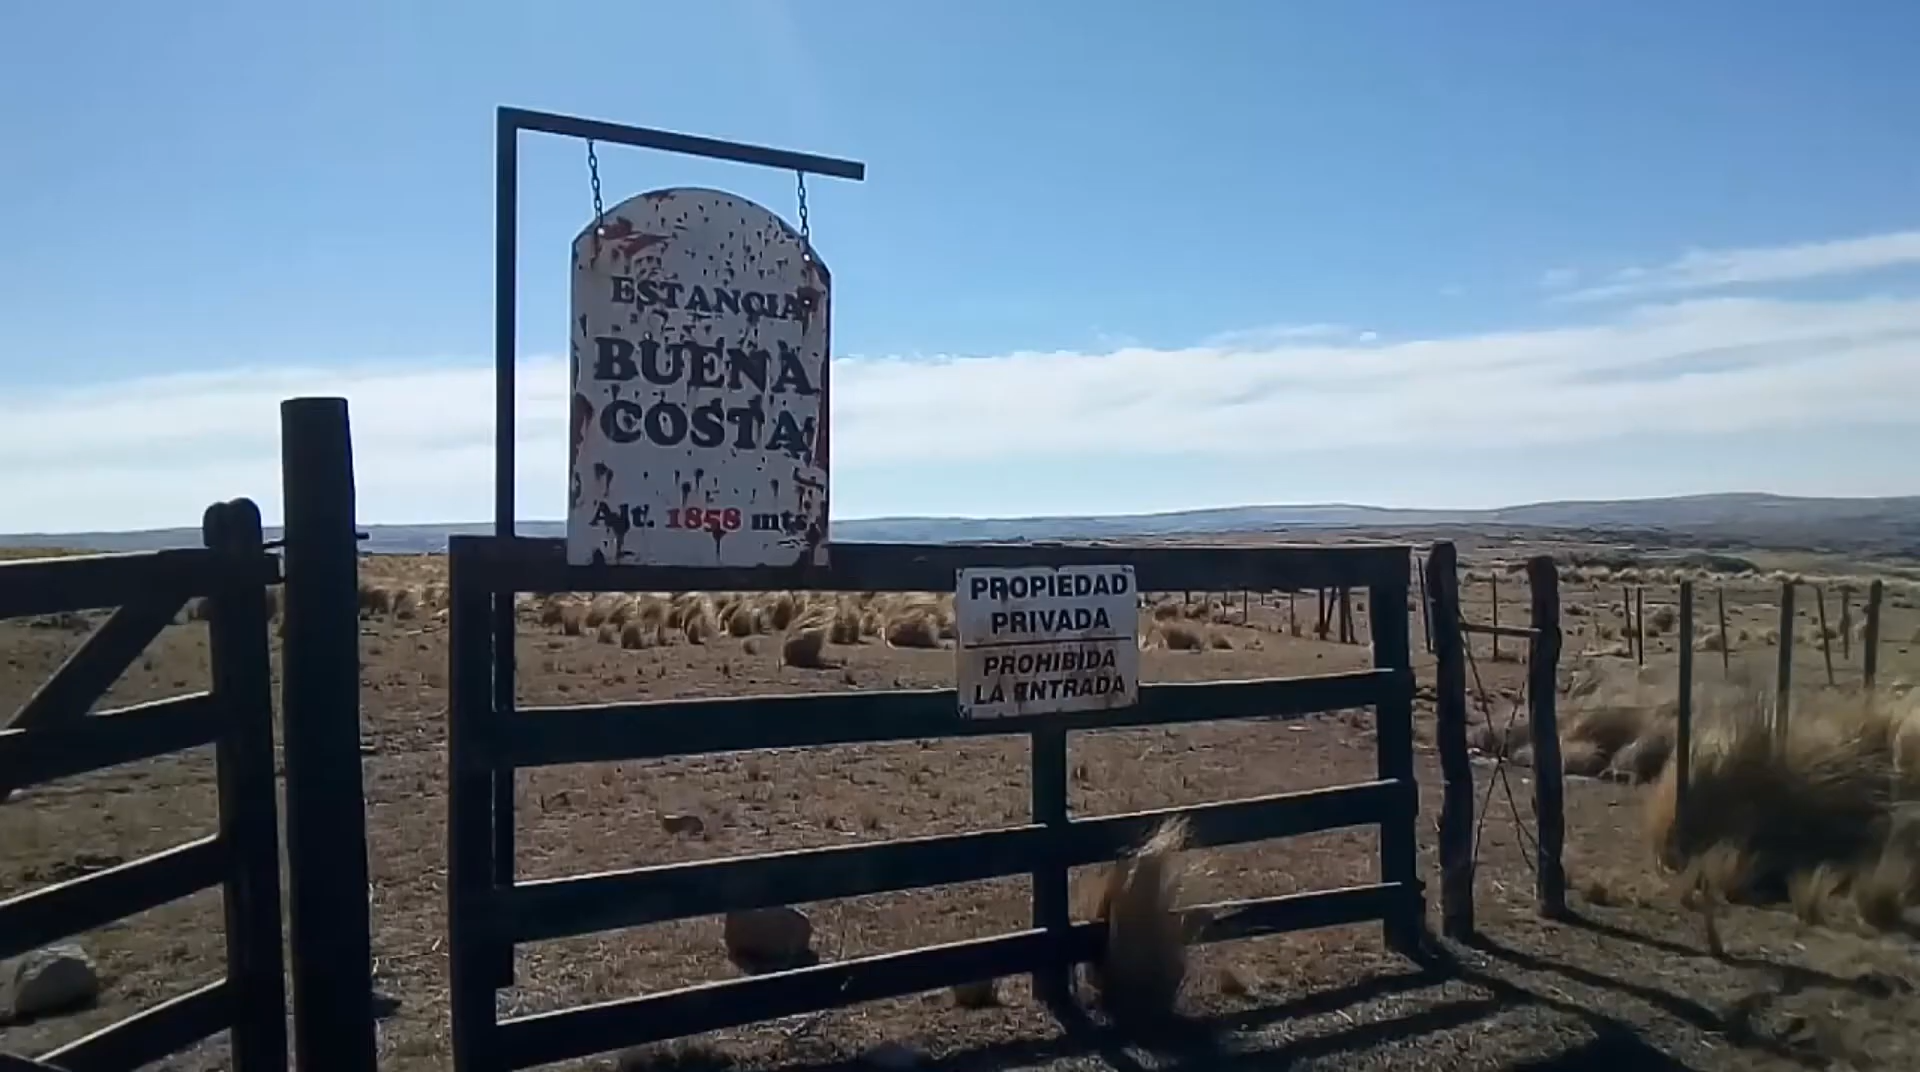 ESTANCIA
BUENA
COSTA
Alt. 1858 mts.
PROPIEDAD
PRIVADA
PROHIBIDA
LA ENTRADA